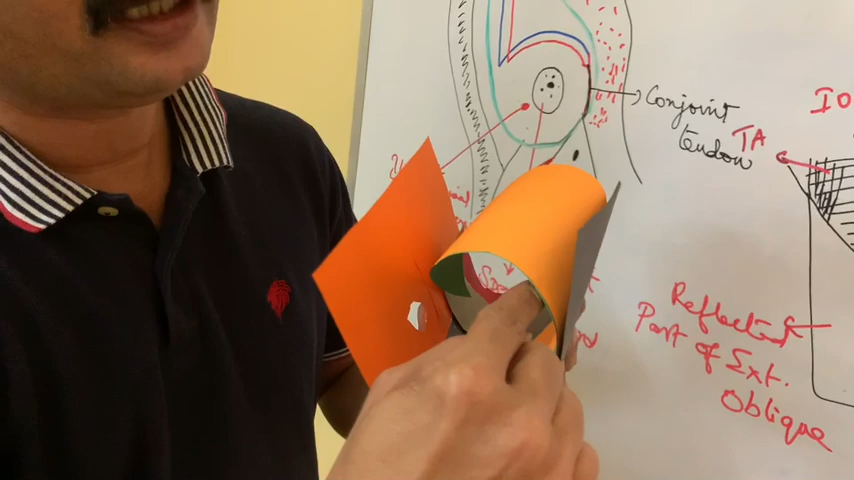 Conjoint
tendon
IO
TA
Reflected
Part of Ext.
Oblique